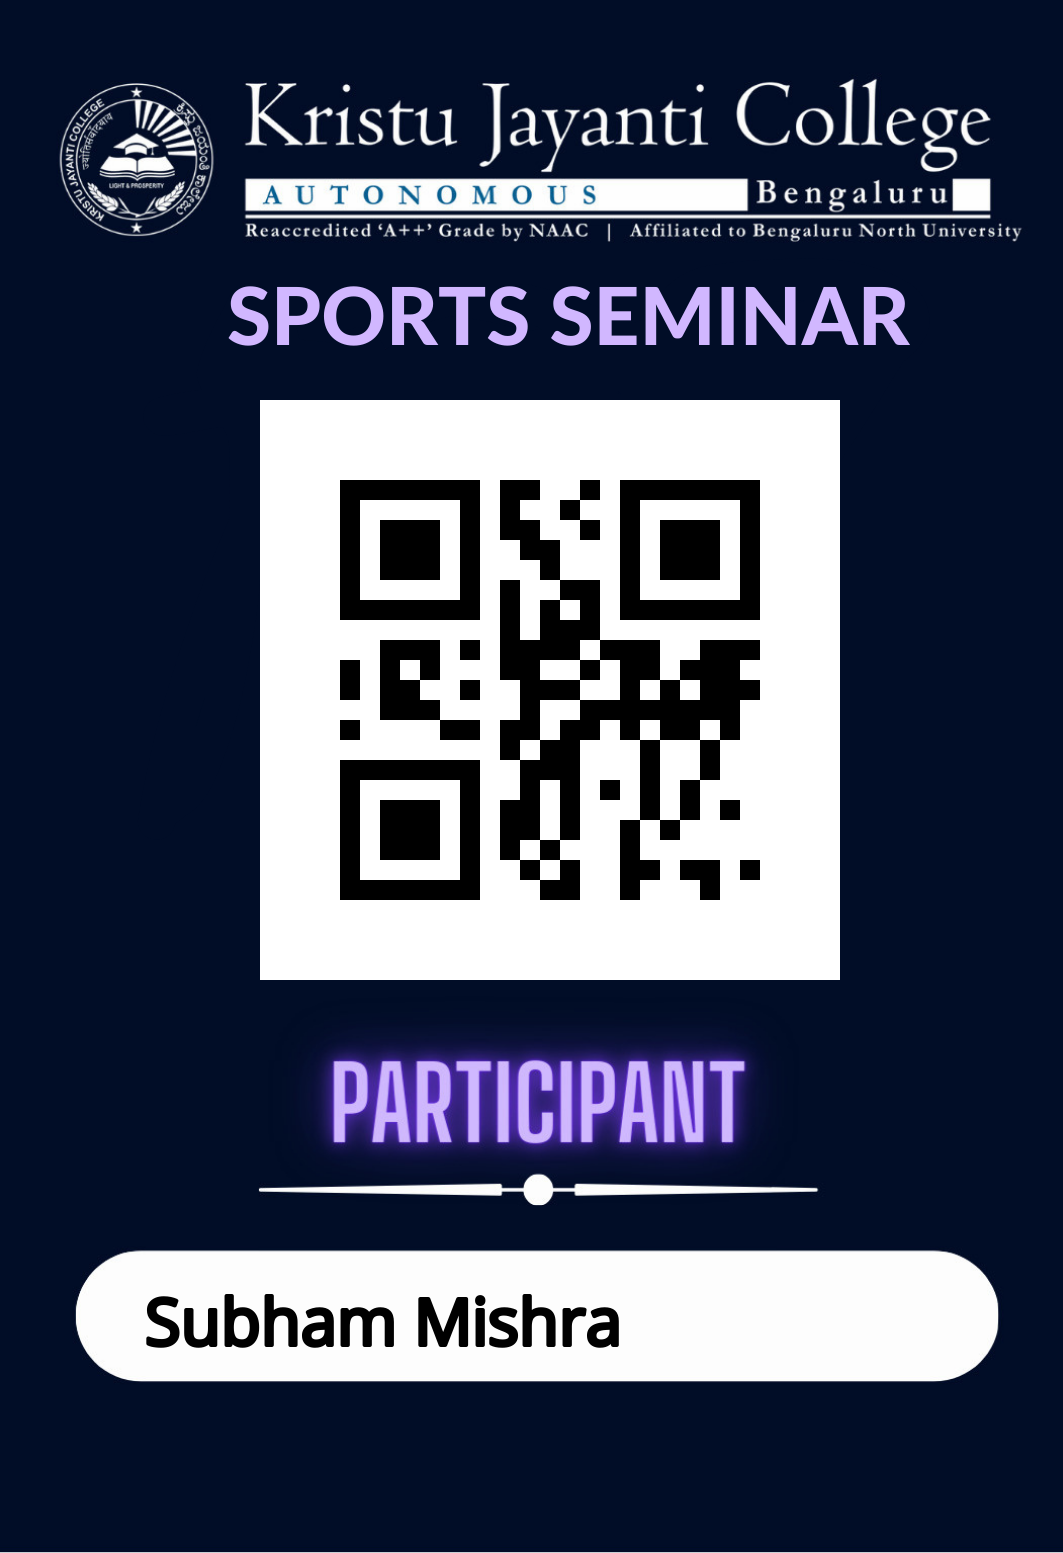 KRISTU JAYANTI COLLEGE
LIGHT & PROSPERITY
Kristu Jayanti College
AUTONOMOUS Bengaluru
Reaccredited ‘A++’ Grade by NAAC | Affiliated to Bengaluru North University
SPORTS SEMINAR
PARTICIPANT
Subham Mishra